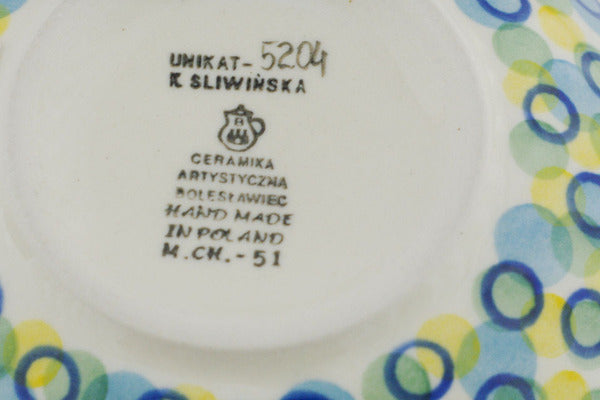 UNIKAT-5204
K. SLIWIŃSKA
CERAMIKA
ARTYSTYCZNA
BOLESŁAWIEC
HAND MADE
IN POLAND
M.CH.-51